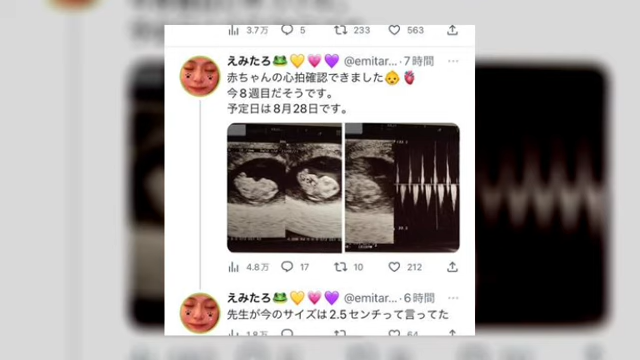 3.7万 5 233 563
えみたろ🐸💛💗💜 @emitar...・7時間 …
赤ちゃんの心拍確認できました👶🫀
今8週目だそうです。
予定日は8月28日です。
4.8万 17 10 212
えみたろ🐸💛💗💜 @emitar...・6時間 …
先生が今のサイズは2.5センチって言ってた